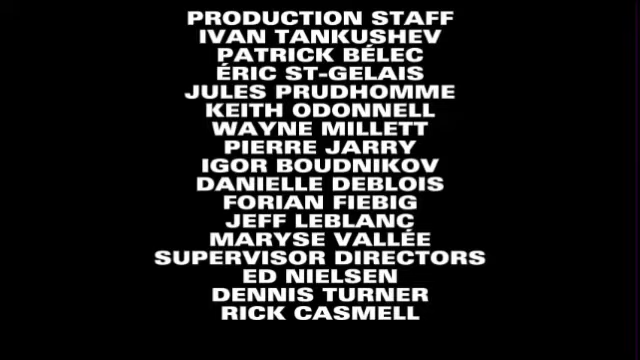 PRODUCTION STAFF
IVAN TANKUSHEV
PATRICK BÉLEC
ÉRIC ST-GELAIS
JULES PRUDHOMME
KEITH ODONNELL
WAYNE MILLETT
PIERRE JARRY
IGOR BOUDNIKOV
DANIELLE DEBLOIS
FORIAN FIEBIG
JEFF LEBLANC
MARYSE VALLÉE
SUPERVISOR DIRECTORS
ED NIELSEN
DENNIS TURNER
RICK CASMELL